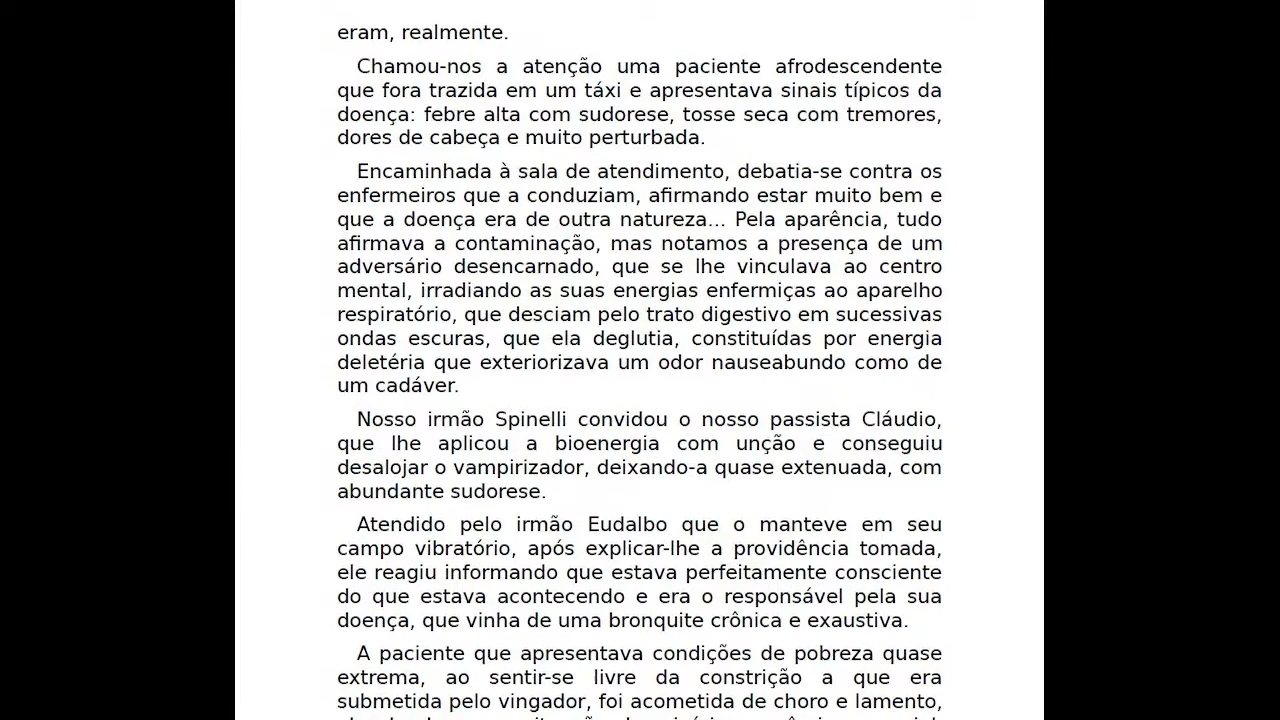 eram, realmente.
Chamou-nos a atenção uma paciente afrodescendente
que fora trazida em um táxi e apresentava sinais típicos da
doença: febre alta com sudorese, tosse seca com tremores,
dores de cabeça e muito perturbada.
Encaminhada à sala de atendimento, debatia-se contra os
enfermeiros que a conduziam, afirmando estar muito bem e
que a doença era de outra natureza... Pela aparência, tudo
afirmava a contaminação, mas notamos a presença de um
adversário desencarnado, que se lhe vinculava ao centro
mental, irradiando as suas energias enfermiças ao aparelho
respiratório, que desciam pelo trato digestivo em sucessivas
ondas escuras, que ela deglutia, constituídas por energia
deletéria que exteriorizava um odor nauseabundo como de
um cadáver.
Nosso irmão Spinelli convidou o nosso passista Cláudio,
que lhe aplicou a bioenergia com unção e conseguiu
desalojar o vampirizador, deixando-a quase extenuada, com
abundante sudorese.
Atendido pelo irmão Eudalbo que o manteve em seu
campo vibratório, após explicar-lhe a providência tomada,
ele reagiu informando que estava perfeitamente consciente
do que estava acontecendo e era o responsável pela sua
doença, que vinha de uma bronquite crônica e exaustiva.
A paciente que apresentava condições de pobreza quase
extrema, ao sentir-se livre da constrição a que era
submetida pelo vingador, foi acometida de choro e lamento,